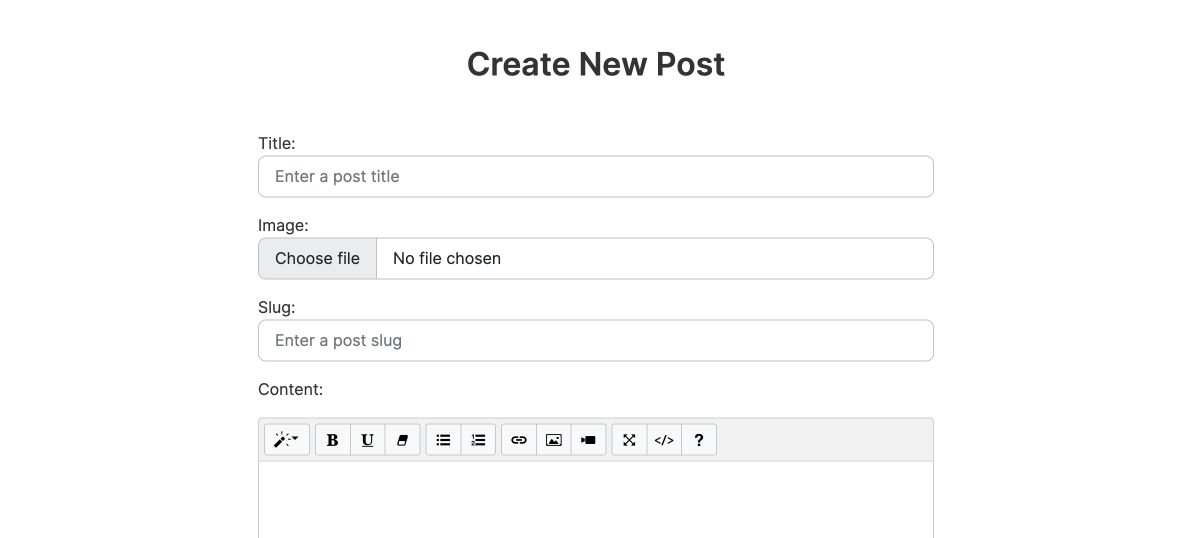 Create New Post
Title:
Enter a post title
Image:
Choose file No file chosen
Slug:
Enter a post slug
Content:
B U </> ?